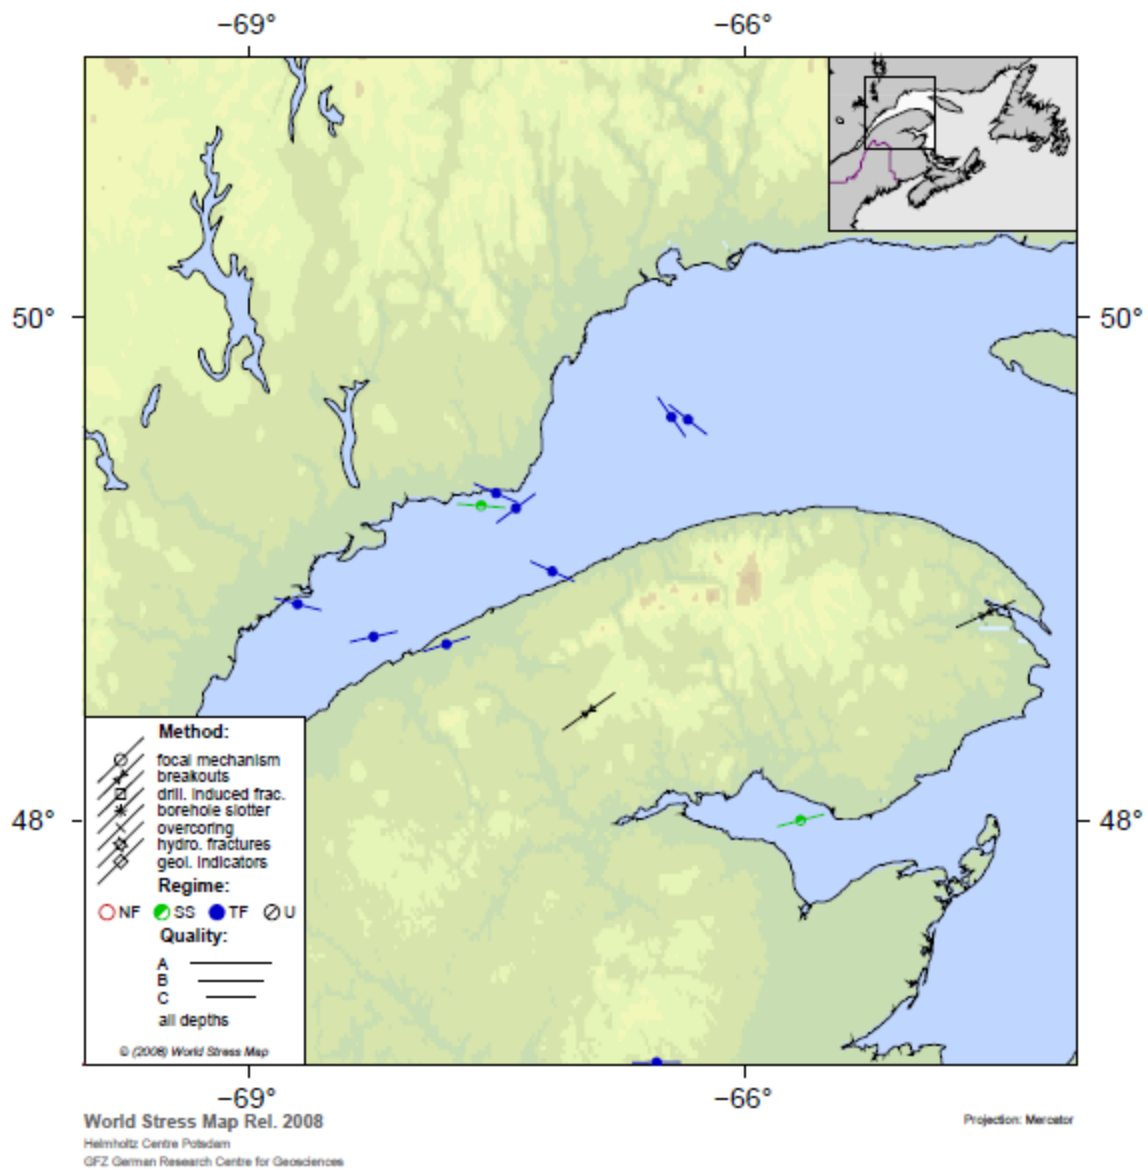 −69°
−66°
50°
50°
48°
48°
Method:
focal mechanism
breakouts
drill. induced frac.
borehole slotter
overcoring
hydro. fractures
geol. indicators
Regime:
NF SS TF U
Quality:
A
B
C
all depths
© (2008) World Stress Map
−69°
−66°
World Stress Map Rel. 2008
Projection: Mercator
Helmholtz Centre Potsdam
GFZ German Research Centre for Geosciences